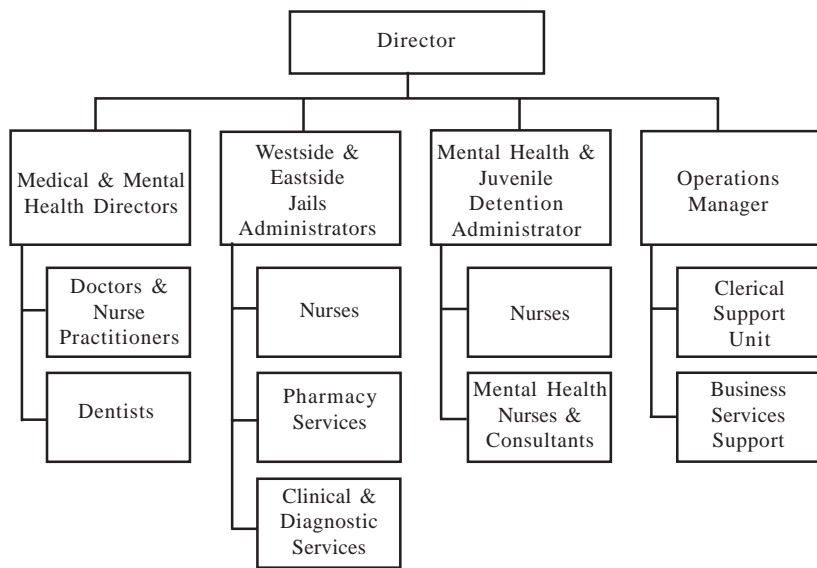 Director
Medical & Mental
Health Directors
Westside &
Eastside
Jails
Administrators
Mental Health &
Juvenile
Detention
Administrator
Operations
Manager
Doctors &
Nurse
Practitioners
Dentists
Nurses
Pharmacy
Services
Clinical &
Diagnostic
Services
Nurses
Mental Health
Nurses &
Consultants
Clerical
Support
Unit
Business
Services
Support